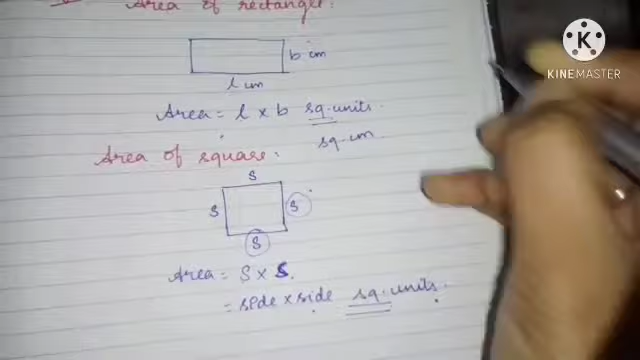 Area of rectangle:
b cm
l cm
Area = l × b sq. units.
sq. cm
Area of square:
s
s
s
s
Area = S × S.
= side × side sq. units.
K
KINEMASTER